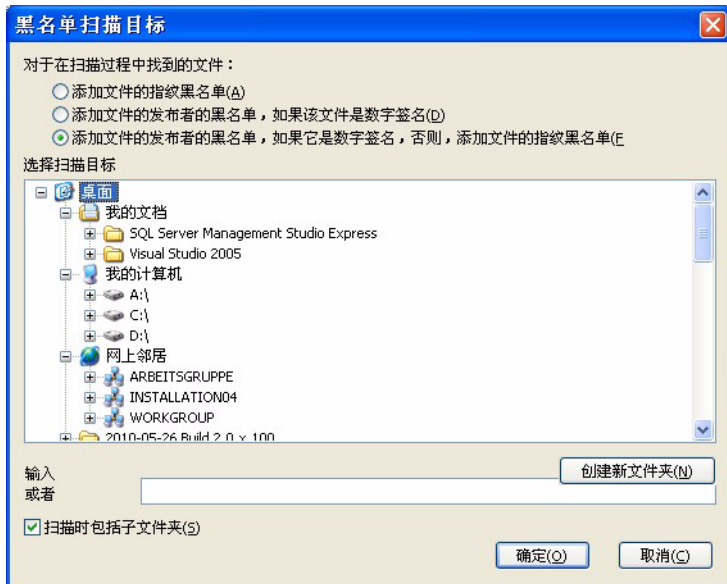 黑名单扫描目标
对于在扫描过程中找到的文件：
添加文件的指纹黑名单(A)
添加文件的发布者的黑名单，如果该文件是数字签名(D)
添加文件的发布者的黑名单，如果它是数字签名，否则，添加文件的指纹黑名单(F
选择扫描目标
桌面
我的文档
SQL Server Management Studio Express
Visual Studio 2005
我的计算机
A:\
C:\
D:\
网上邻居
ARBEITSGRUPPE
INSTALLATION04
WORKGROUP
2010-05-26 Build 2.0 x 100
创建新文件夹(N)
输入
或者
扫描时包括子文件夹(S)
确定(O)
取消(C)